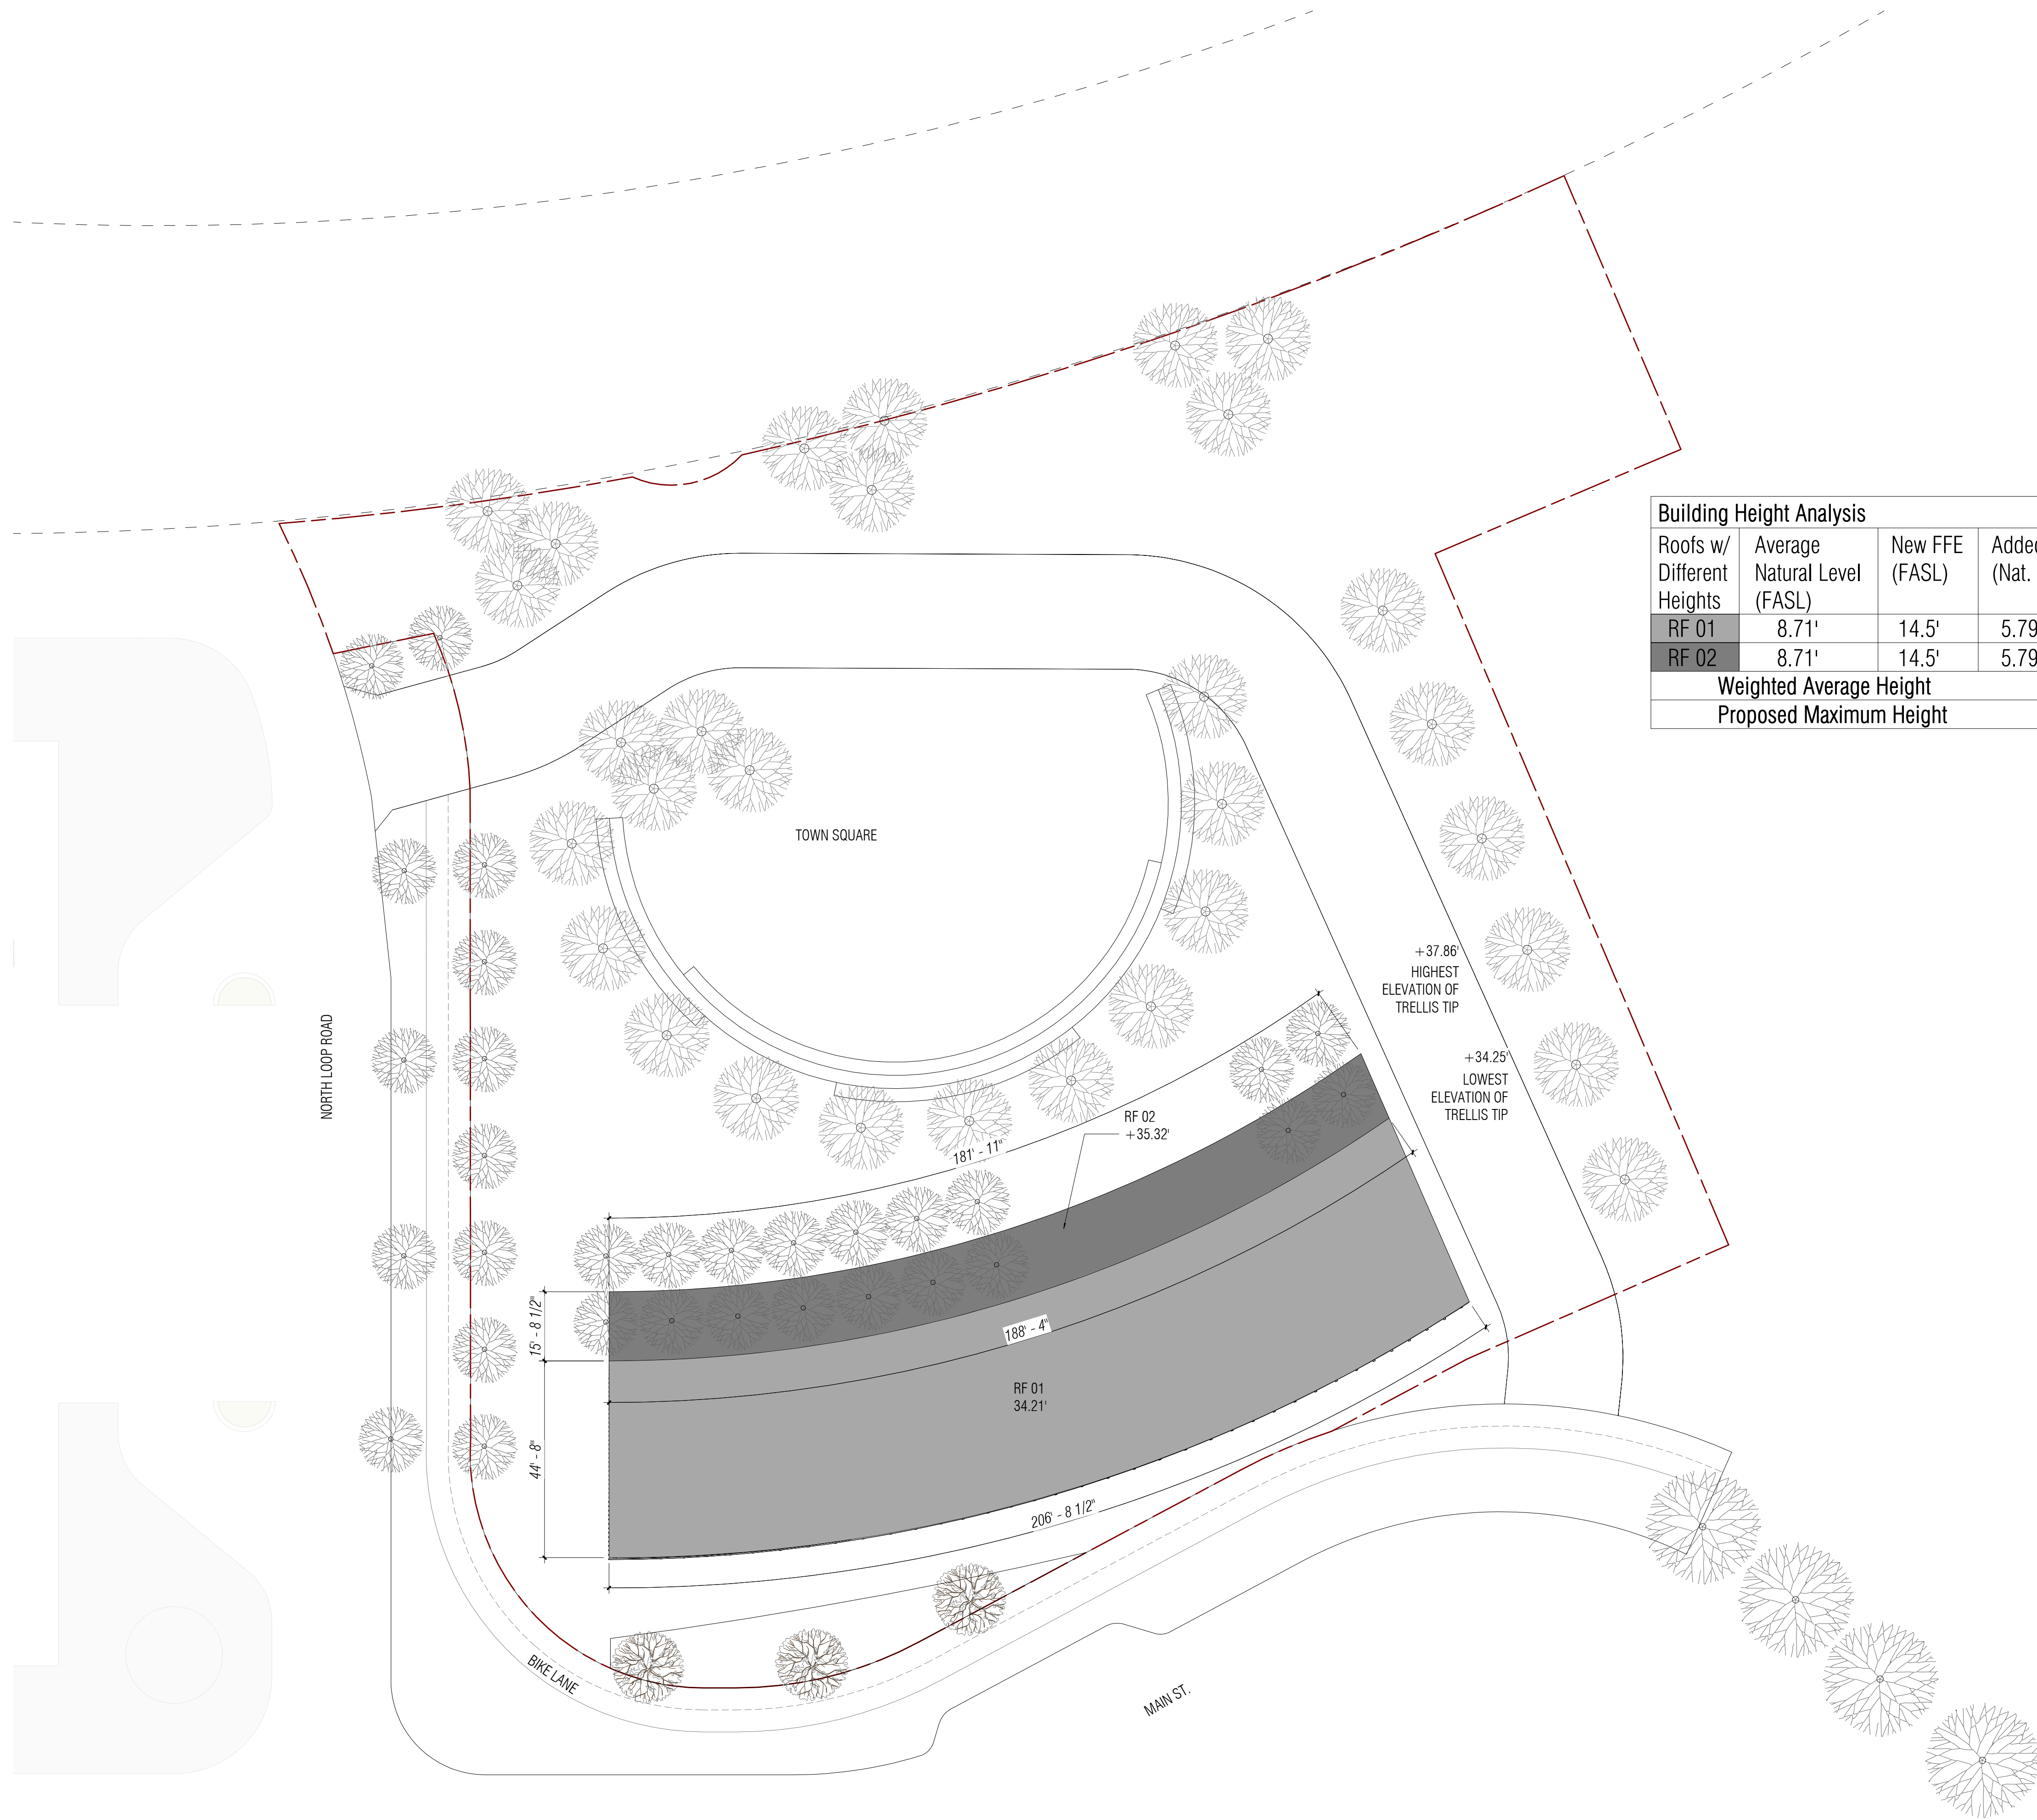 Building Height Analysis
Roofs w/ Different Heights
Average Natural Level (FASL)
New FFE (FASL)
Added (Nat.
RF 01 8.71' 14.5' 5.79
RF 02 8.71' 14.5' 5.79
Weighted Average Height
Proposed Maximum Height
TOWN SQUARE
+37.86'
HIGHEST
ELEVATION OF
TRELLIS TIP
NORTH LOOP ROAD
+34.25'
LOWEST
ELEVATION OF
TRELLIS TIP
RF 02
+35.32'
181' - 11"
15' - 8 1/2"
188' - 4"
RF 01
34.21'
44' - 8"
206' - 8 1/2"
BIKE LANE
MAIN ST.